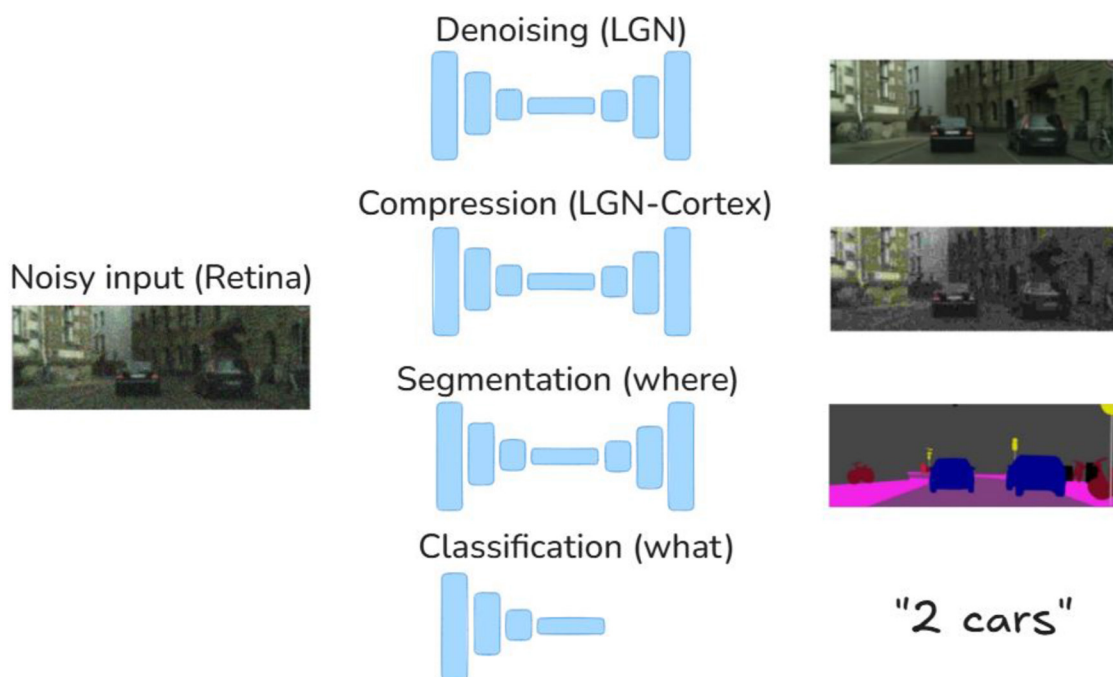 Denoising (LGN)
Compression (LGN-Cortex)
Noisy input (Retina)
Segmentation (where)
Classification (what)
"2 cars"